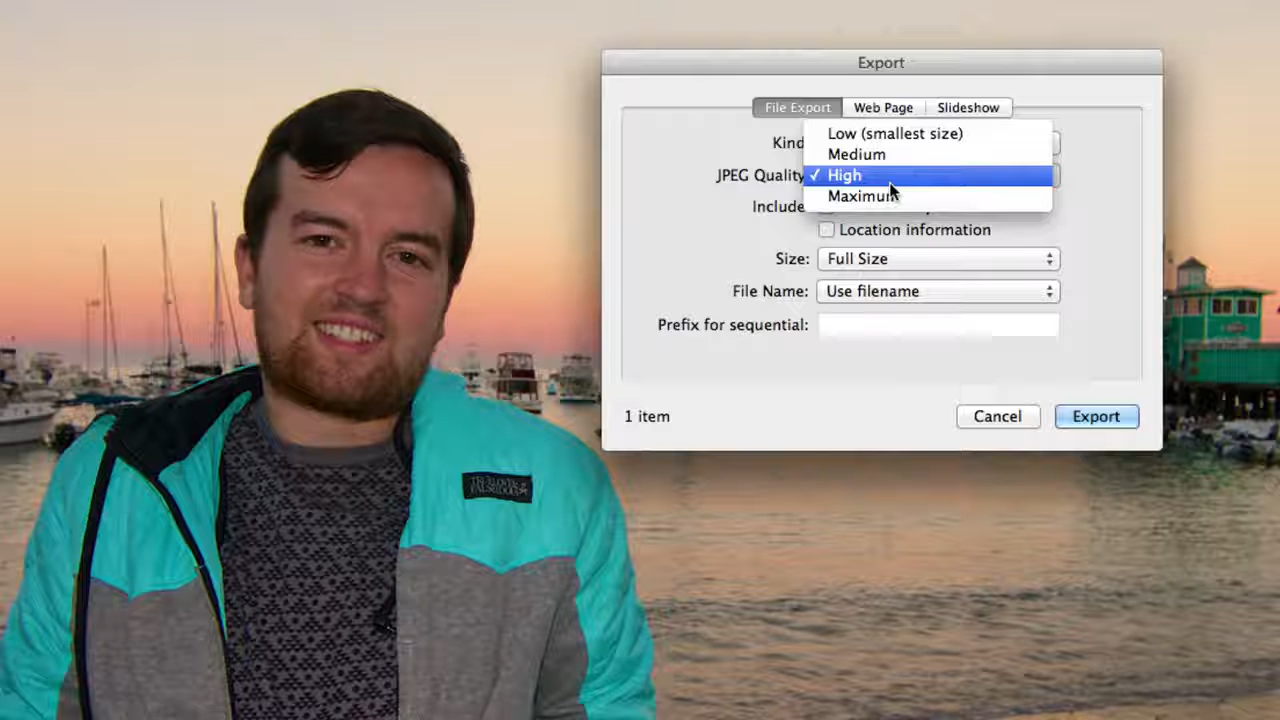 Export
File Export Web Page Slideshow
Low (smallest size)
Kind
Medium
JPEG Quality
✓ High
Maximum
Include
Location information
Size: Full Size
File Name: Use filename
Prefix for sequential:
1 item
Cancel
Export